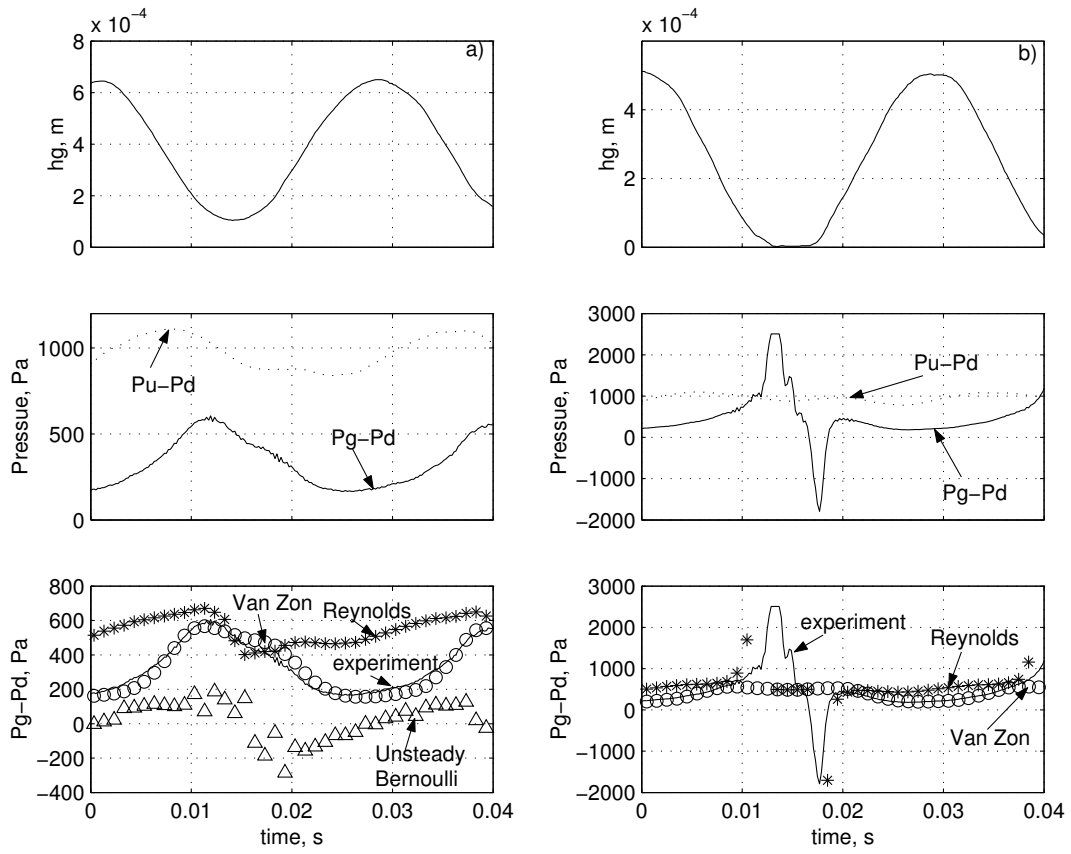 x 10⁻⁴
a)
8
6
4
2
0
hg, m
x 10⁻⁴
b)
4
2
0
hg, m
1000
500
0
Pressue, Pa
Pu−Pd
Pg−Pd
3000
2000
1000
0
−1000
−2000
Pressue, Pa
Pu−Pd
Pg−Pd
800
600
400
200
0
−200
−400
Pg−Pd, Pa
Van Zon
Reynolds
experiment
Unsteady
Bernoulli
0 0.01 0.02 0.03 0.04
time, s
3000
2000
1000
0
−1000
−2000
Pg−Pd, Pa
experiment
Reynolds
Van Zon
0 0.01 0.02 0.03 0.04
time, s